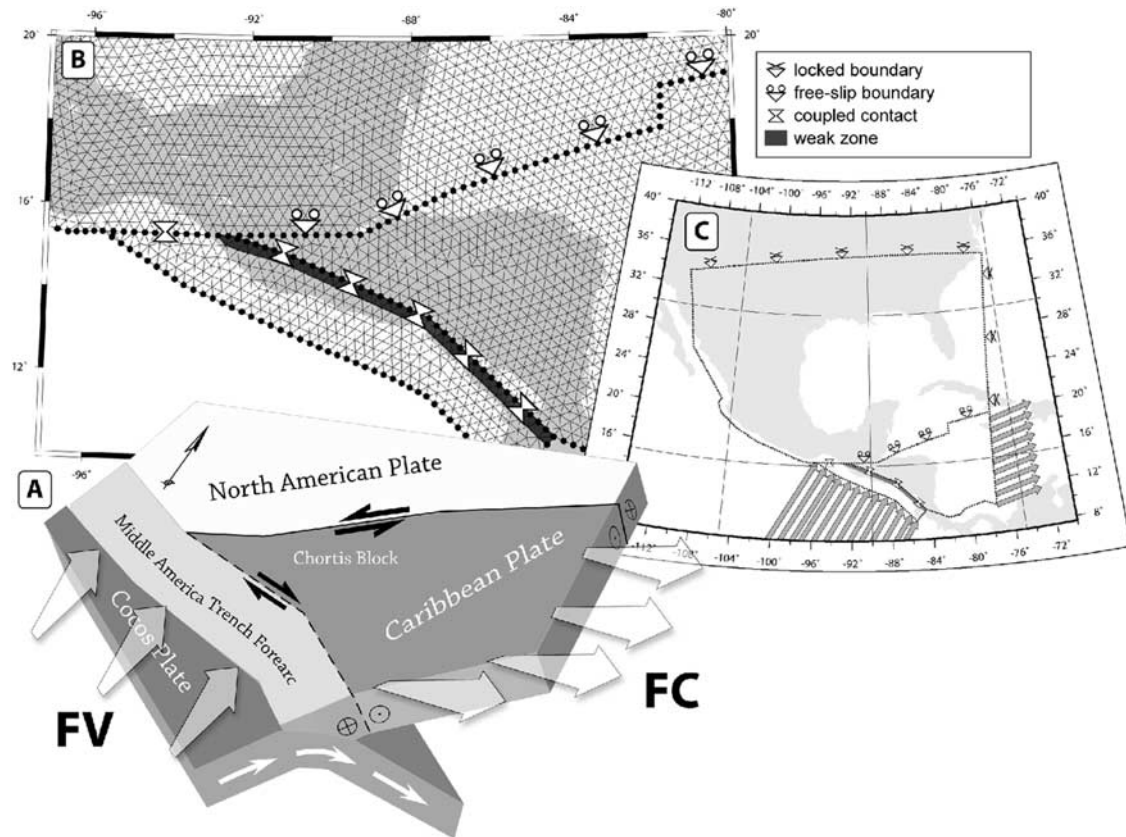 -96° -92° -88° -84° -80°
20° 20°
B
16°
12°
-96
locked boundary
free-slip boundary
coupled contact
weak zone
-112° -108° -104° -100° -96° -92° -88° -84° -80° -76° -72°
40° 40°
C
36° 36°
32° 32°
28° 28°
24° 24°
20° 20°
16° 16°
12°
8°
-112° -108° -104° -100° -96° -92° -88° -84° -80° -76° -72°
A
North American Plate
Middle America Trench Forearc
Chortis Block
Caribbean Plate
Cocos Plate
FV
FC